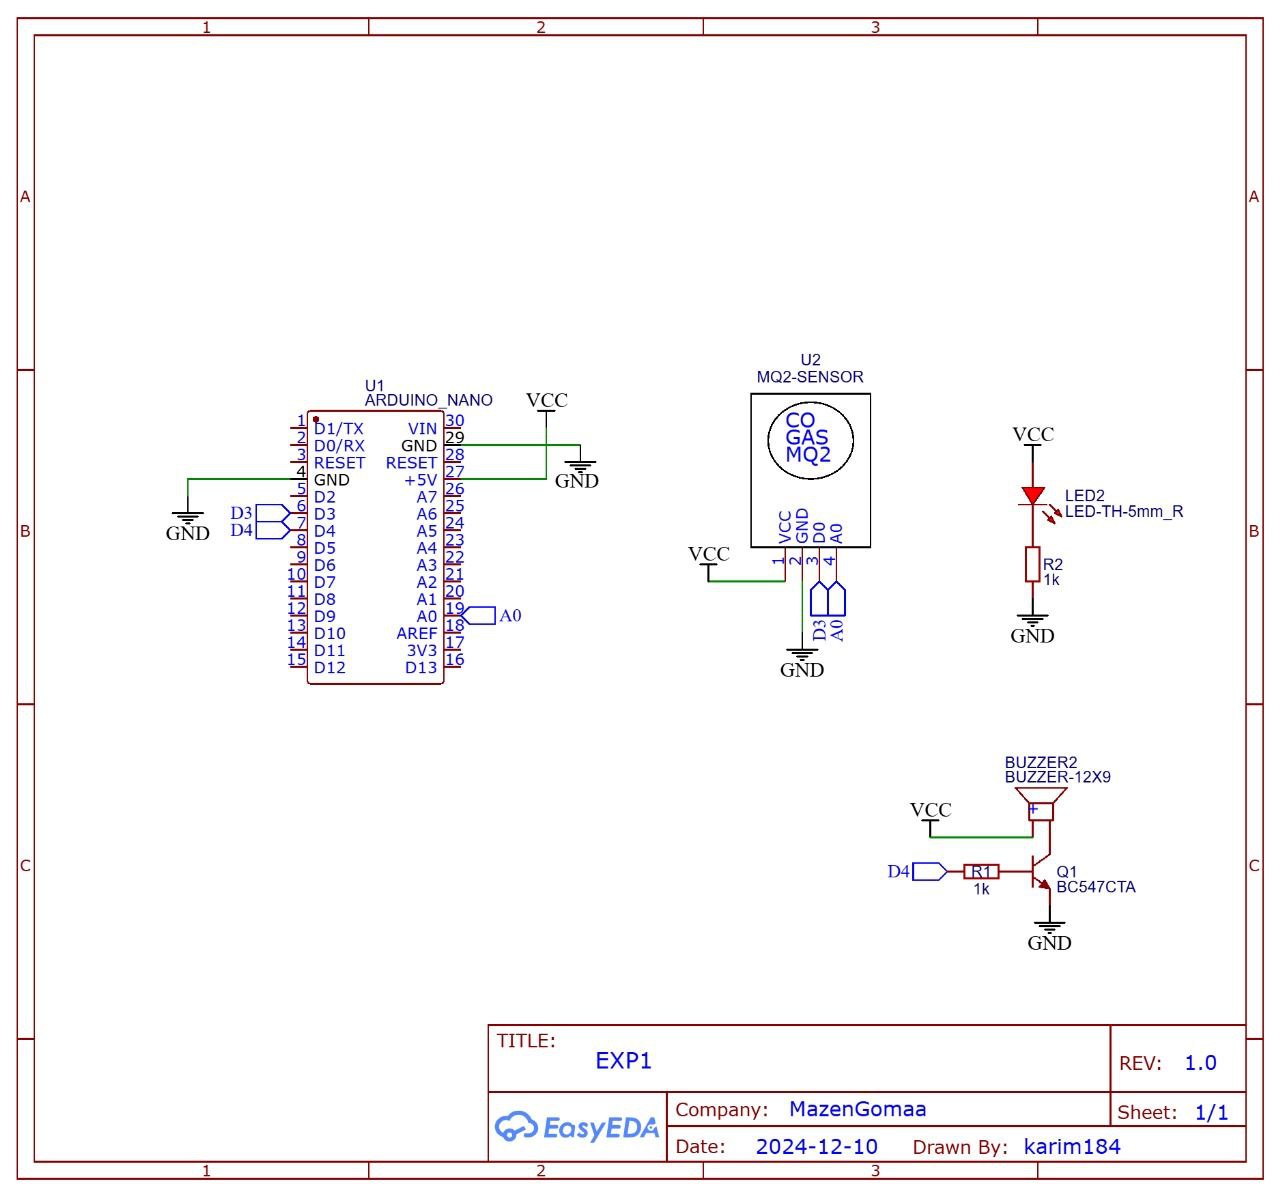 1 2 3
A A
B B
C C
U1
ARDUINO_NANO
1 D1/TX VIN 30
2 D0/RX GND 29
3 RESET RESET 28
4 GND +5V 27
5 D2 A7 26
6 D3 A6 25
7 D4 A5 24
8 D5 A4 23
9 D6 A3 22
10 D7 A2 21
11 D8 A1 20
12 D9 A0 19
13 D10 AREF 18
14 D11 3V3 17
15 D12 D13 16
GND
D3
D4
VCC
GND
A0
U2
MQ2-SENSOR
CO
GAS
MQ2
VCC GND D0 A0
1 2 3 4
VCC
D3 A0
GND
VCC
LED2
LED-TH-5mm_R
R2
1k
GND
BUZZER2
BUZZER-12X9
+
VCC
D4
R1
1k
Q1
BC547CTA
GND
TITLE:
EXP1
REV: 1.0
EasyEDA
Company: MazenGomaa
Sheet: 1/1
Date: 2024-12-10 Drawn By: karim184
1 2 3